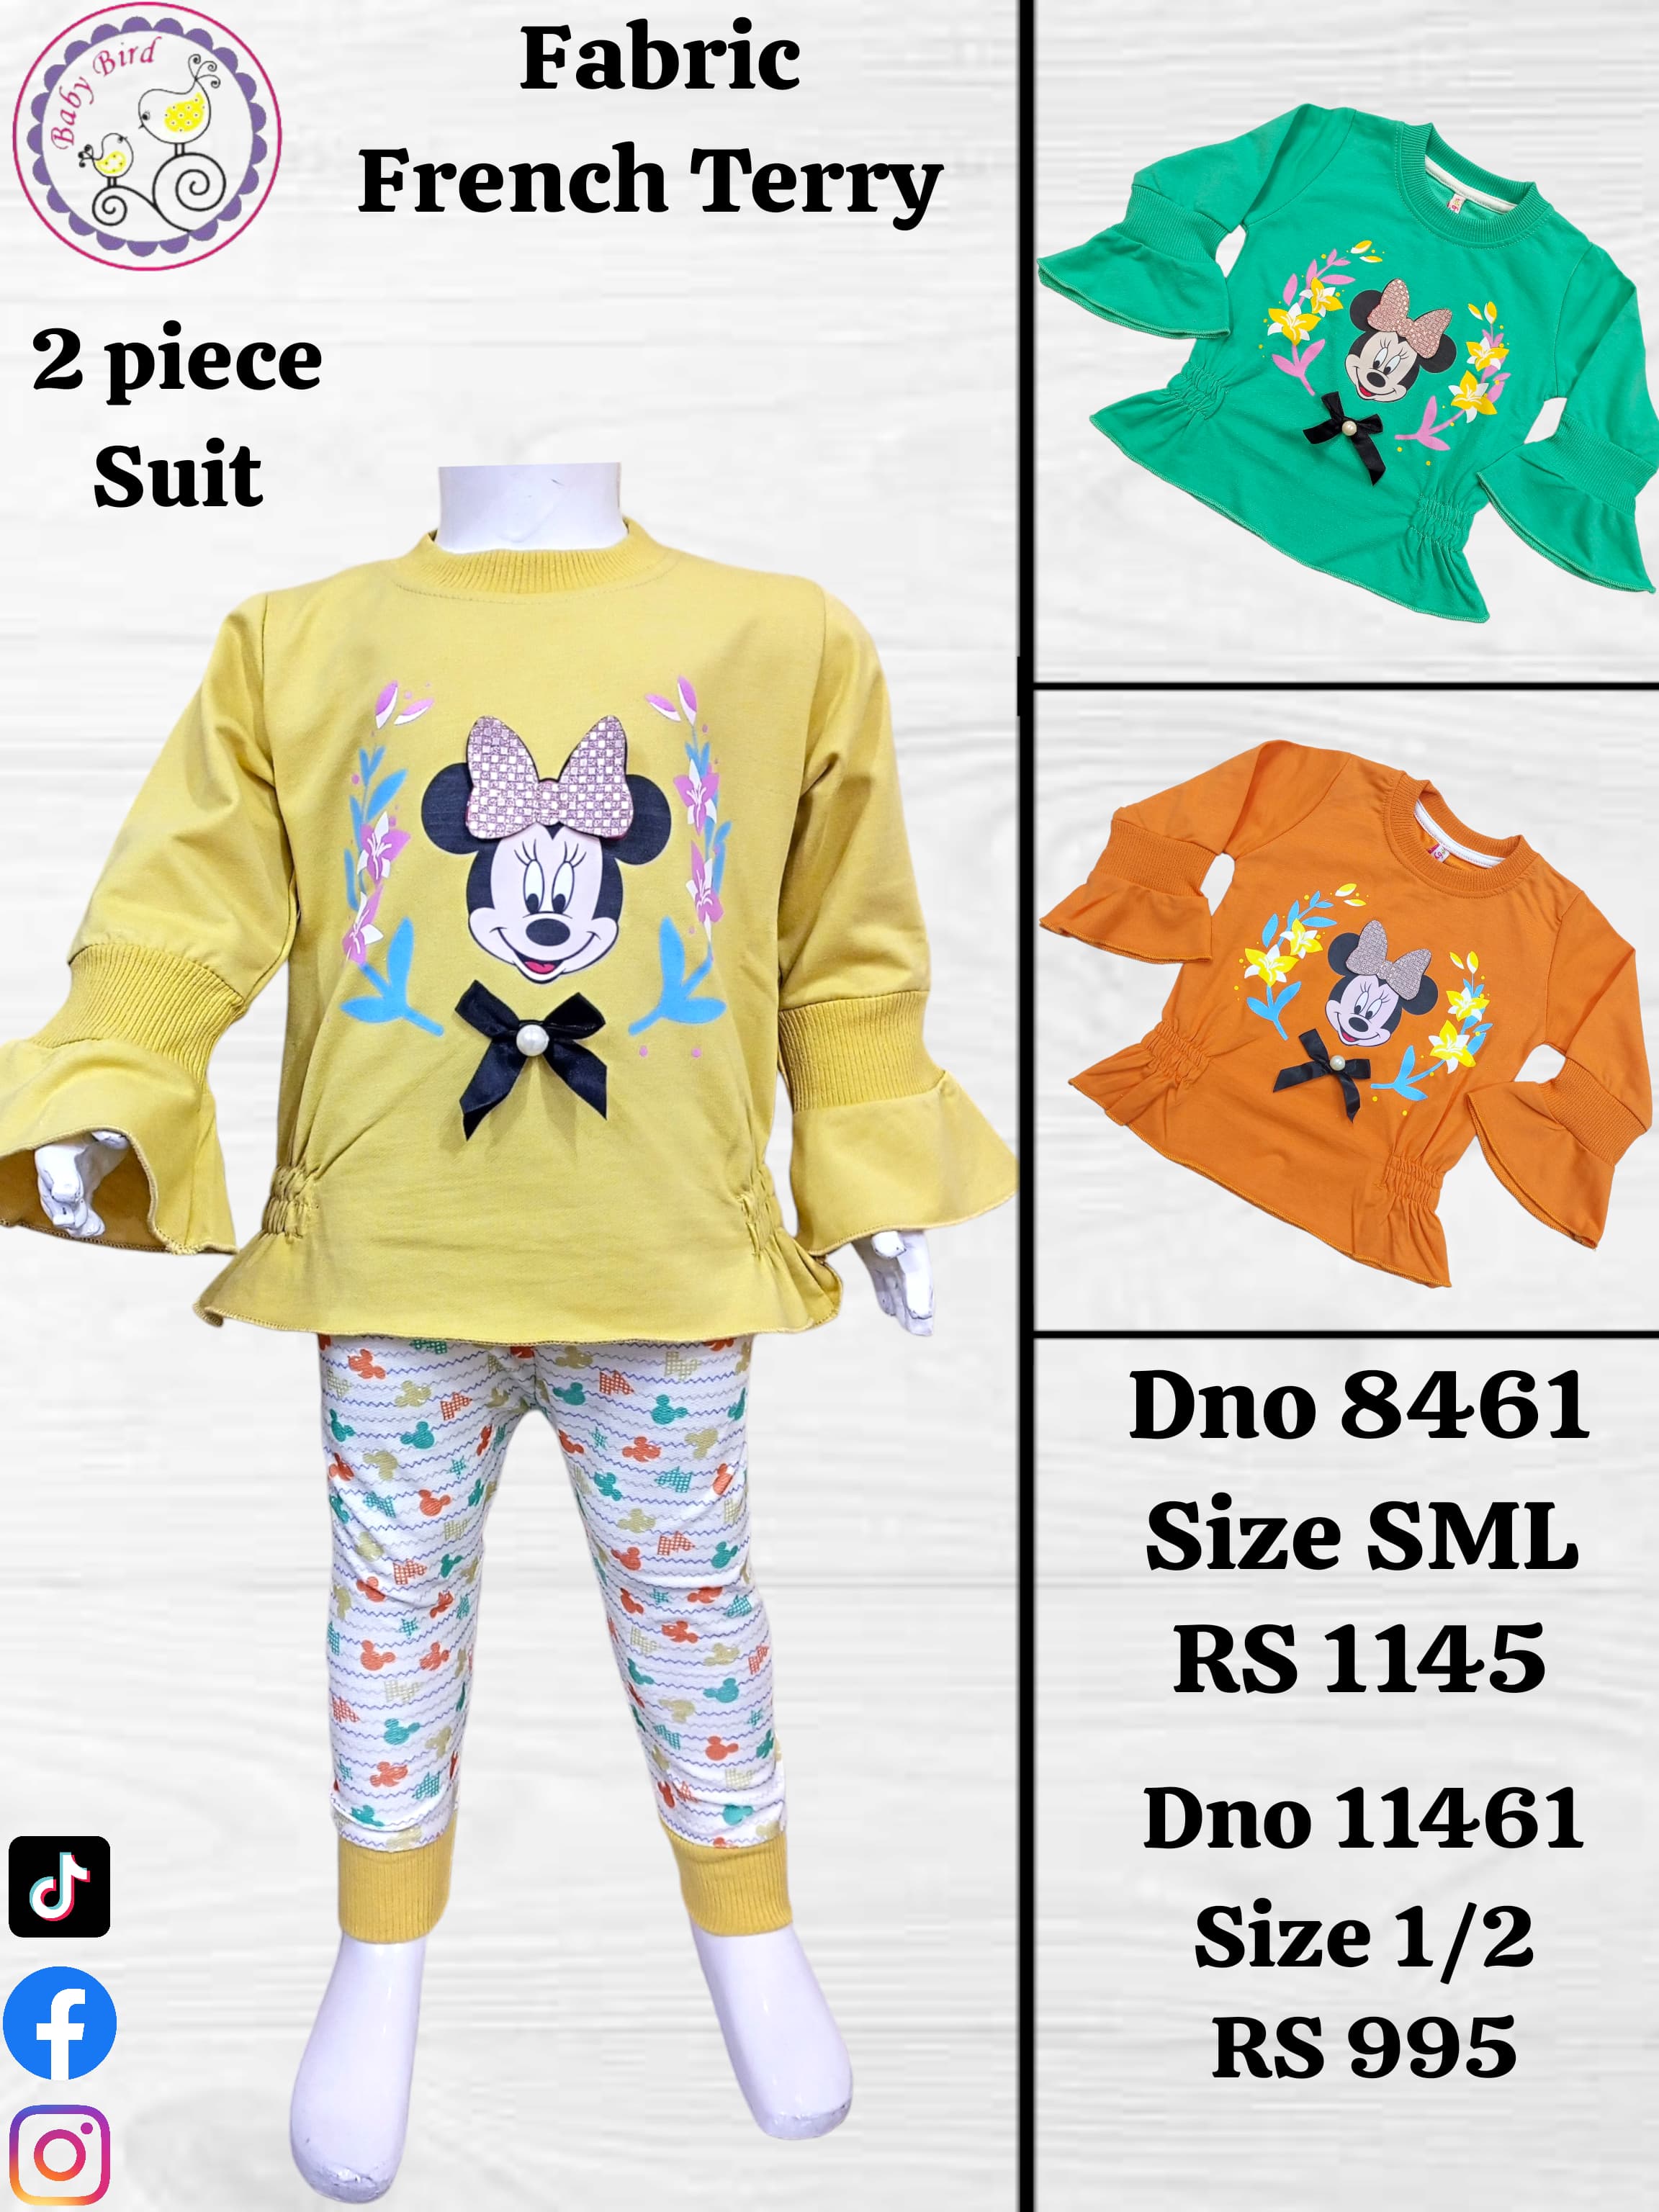 Baby Bird
Fabric
French Terry
2 piece
Suit
Dno 8461
Size SML
RS 1145
Dno 11461
Size 1/2
RS 995